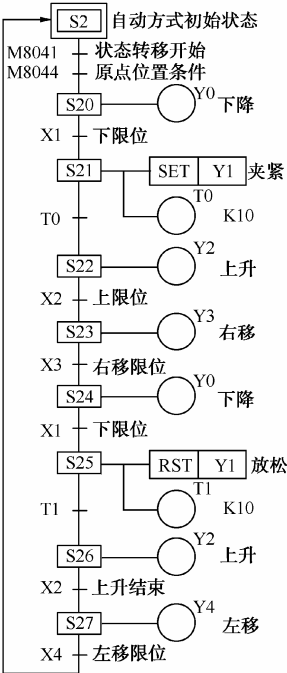 S2 自动方式初始状态
M8041 状态转移开始
M8044 原点位置条件
S20 Y0 下降
X1 下限位
S21 SET Y1 夹紧
T0 T0 K10
S22 Y2 上升
X2 上限位
S23 Y3 右移
X3 右移限位
S24 Y0 下降
X1 下限位
S25 RST Y1 放松
T1 T1 K10
S26 Y2 上升
X2 上升结束
S27 Y4 左移
X4 左移限位